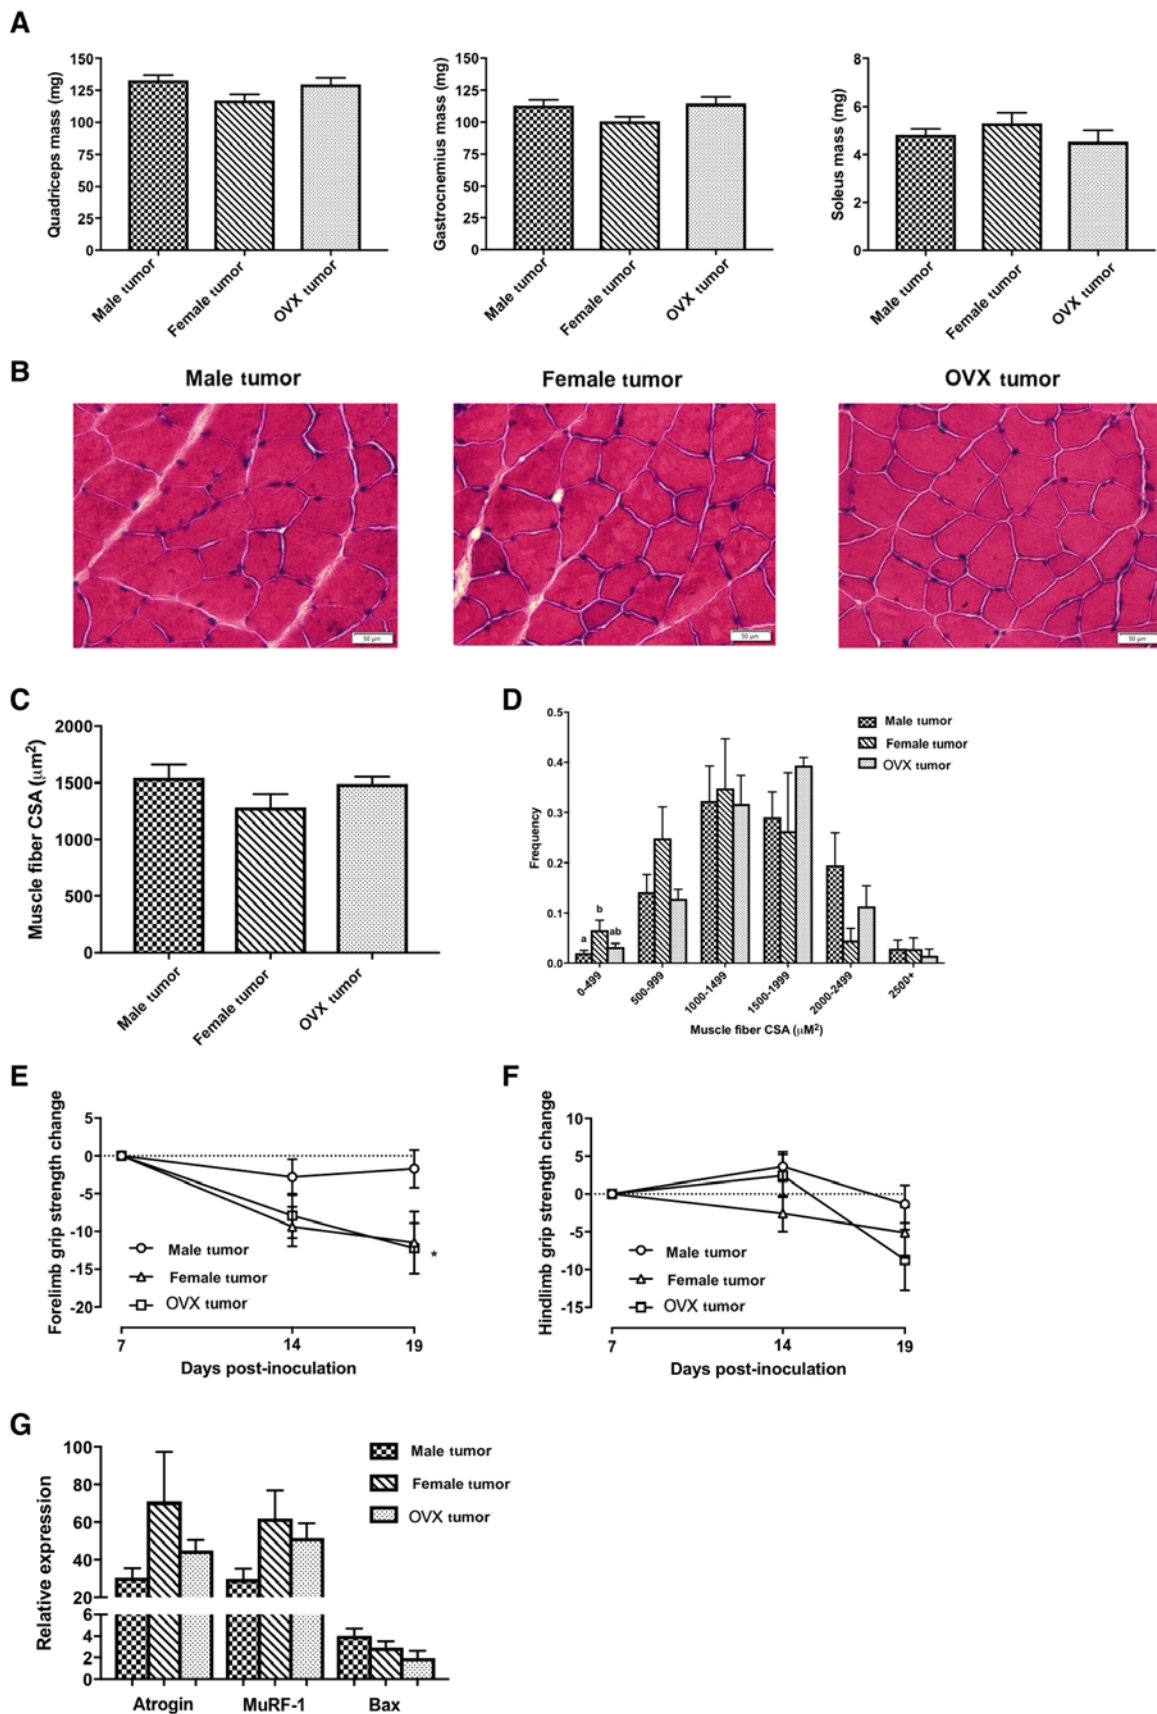 A
Quadriceps mass (mg)
150
125
100
75
50
25
0
Male tumor
Female tumor
OVX tumor
Gastrocnemius mass (mg)
150
125
100
75
50
25
0
Male tumor
Female tumor
OVX tumor
Soleus mass (mg)
8
6
4
2
0
Male tumor
Female tumor
OVX tumor
B
Male tumor
Female tumor
OVX tumor
50 µm
50 µm
50 µm
C
Muscle fiber CSA (µm²)
2000
1500
1000
500
0
Male tumor
Female tumor
OVX tumor
D
Frequency
0.5
0.4
0.3
0.2
0.1
0.0
a
b
ab
Male tumor
Female tumor
OVX tumor
0-499
500-999
1000-1499
1500-1999
2000-2499
2500+
Muscle fiber CSA (µM²)
E
Forelimb grip strength change
5
0
-5
-10
-15
-20
*
Male tumor
Female tumor
OVX tumor
7
14
19
Days post-inoculation
F
Hindlimb grip strength change
10
5
0
-5
-10
-15
Male tumor
Female tumor
OVX tumor
7
14
19
Days post-inoculation
G
Relative expression
100
80
60
40
20
6
4
2
0
Male tumor
Female tumor
OVX tumor
Atrogin
MuRF-1
Bax